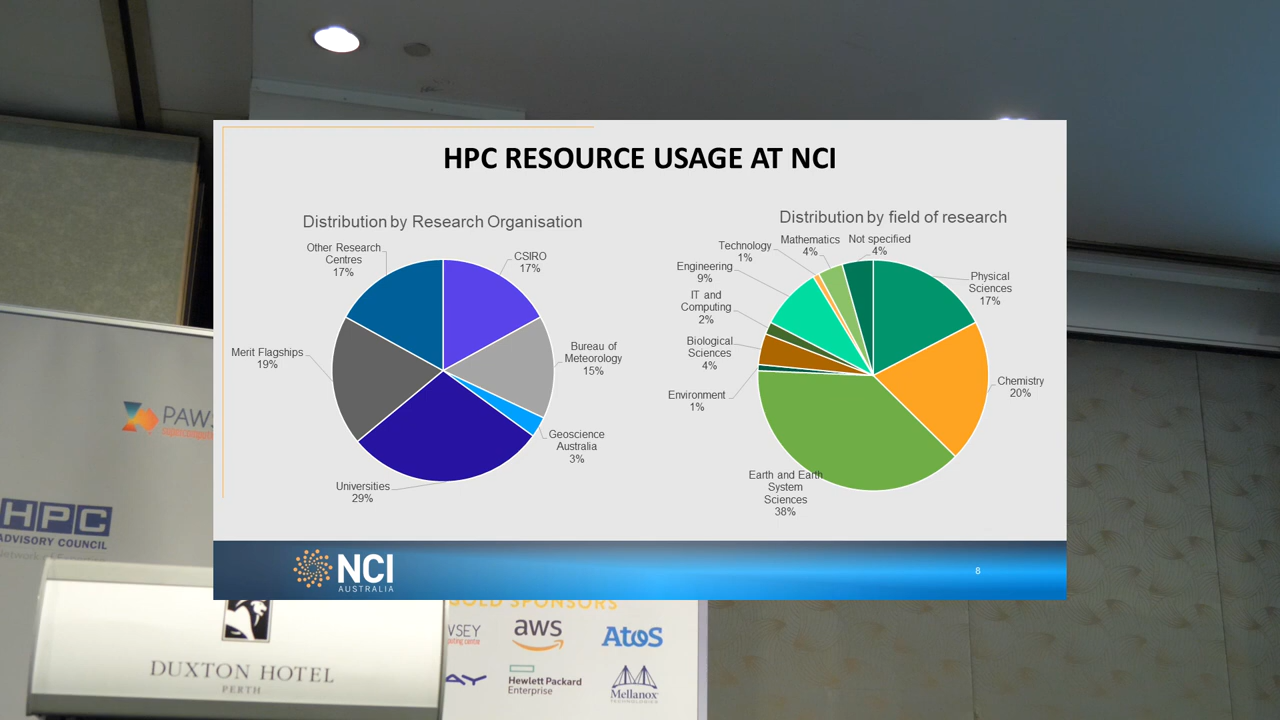 HPC RESOURCE USAGE AT NCI
Distribution by Research Organisation
Other Research
Centres
17%
CSIRO
17%
Bureau of
Meteorology
15%
Geoscience
Australia
3%
Universities
29%
Merit Flagships
19%
Distribution by field of research
Not specified
4%
Mathematics
4%
Technology
1%
Engineering
9%
IT and
Computing
2%
Biological
Sciences
4%
Environment
1%
Earth and Earth
System
Sciences
38%
Physical
Sciences
17%
Chemistry
20%
NCI
AUSTRALIA
8
PAWS
HPC
ADVISORY COUNCIL
DUXTON HOTEL
PERTH
GOLD SPONSORS
WSEY
aws
Atos
AY
Hewlett Packard
Enterprise
Mellanox
TECHNOLOGIES